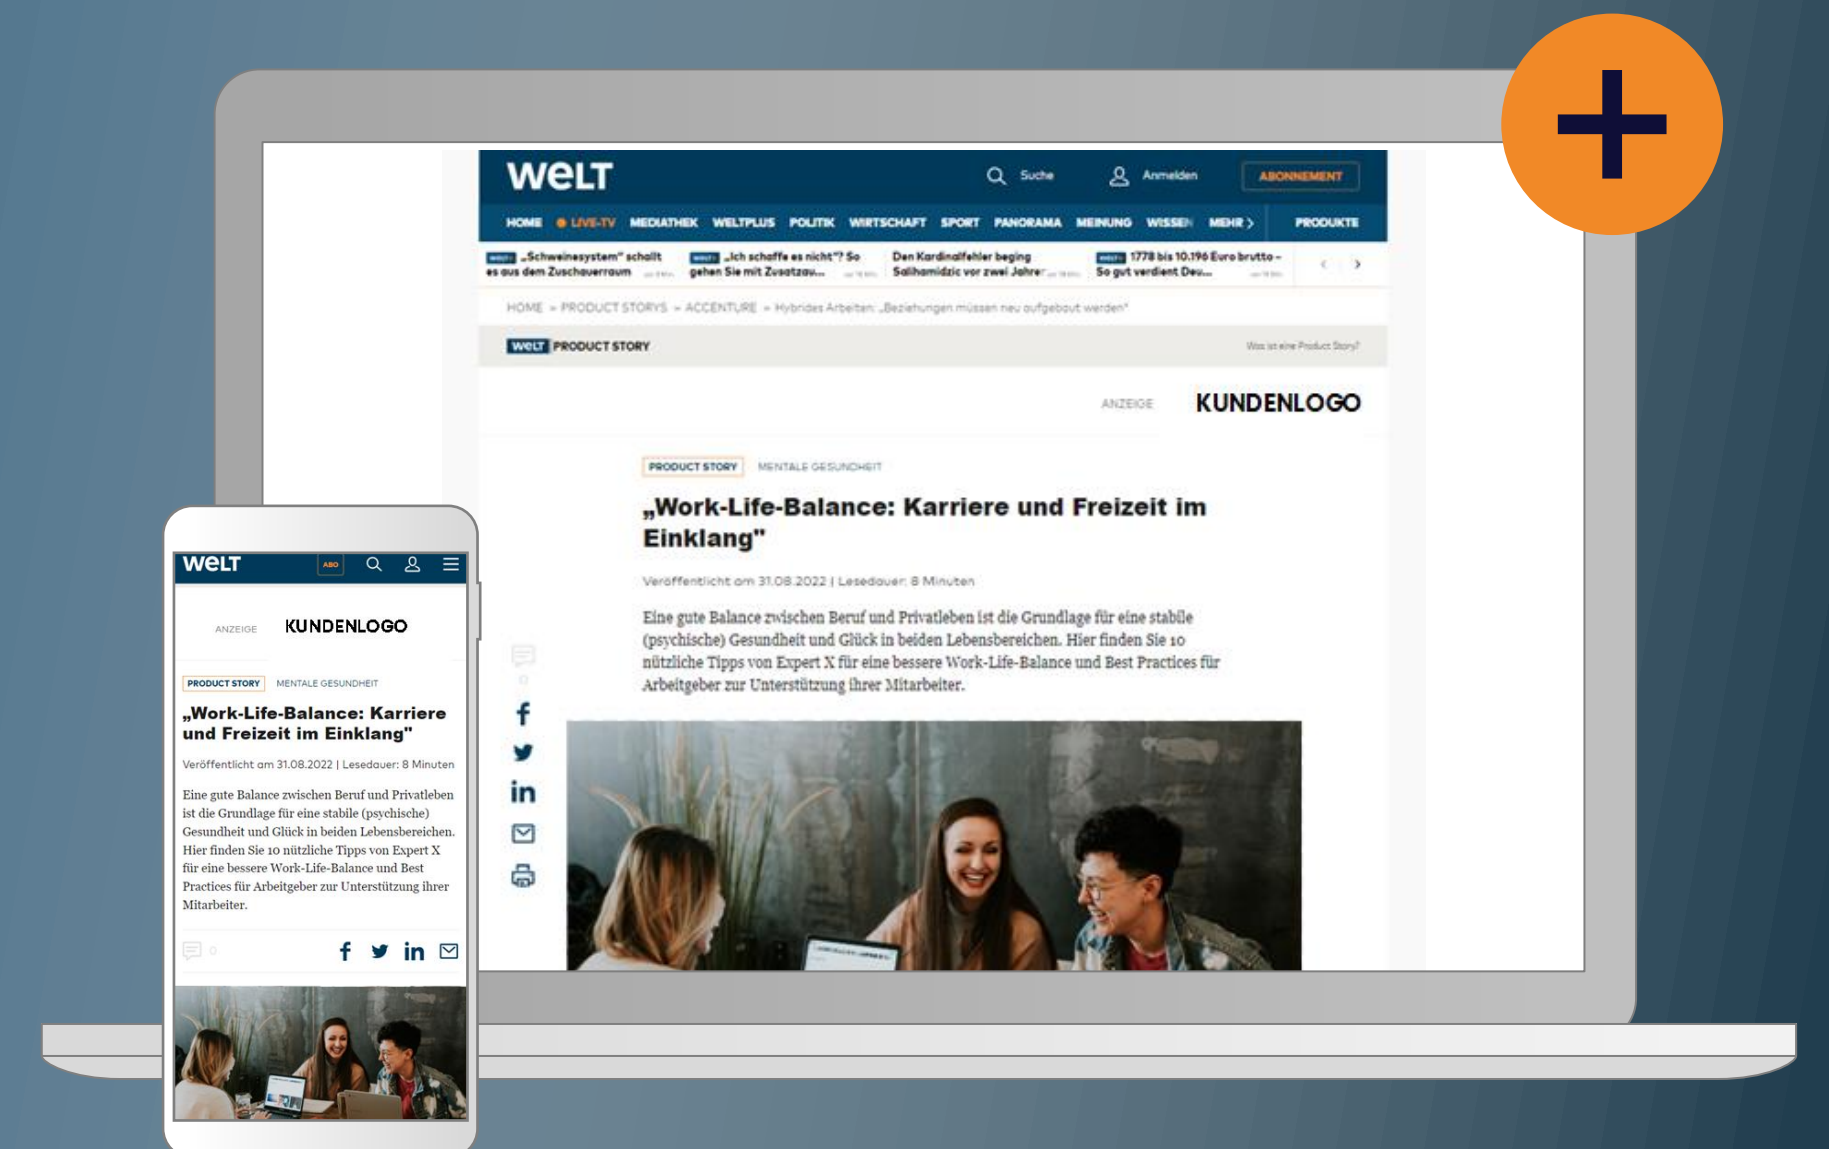 WELT
Suche
Anmelden
ABONNEMENT
HOME LIVE-TV MEDIATHEK WELTPLUS POLITIK WIRTSCHAFT SPORT PANORAMA MEINUNG WISSEN MEHR PRODUKTE
„Schweinesystem“ schallt
es aus dem Zuschauerraum
„Ich schaffe es nicht“? So
gehen Sie mit Zusatzau...
Den Kardinalfehler beging
Salihamidzic vor zwei Jahren
1778 bis 10.196 Euro brutto –
So gut verdient Deu...
HOME » PRODUCT STORYS » ACCENTURE » Hybrides Arbeiten: „Beziehungen müssen neu aufgebaut werden“
WELT PRODUCT STORY
Was ist eine Product Story?
ANZEIGE KUNDENLOGO
PRODUCT STORY MENTALE GESUNDHEIT
„Work-Life-Balance: Karriere und Freizeit im
Einklang"
Veröffentlicht am 31.08.2022 | Lesedauer: 8 Minuten
Eine gute Balance zwischen Beruf und Privatleben ist die Grundlage für eine stabile
(psychische) Gesundheit und Glück in beiden Lebensbereichen. Hier finden Sie 10
nützliche Tipps von Expert X für eine bessere Work-Life-Balance und Best Practices für
Arbeitgeber zur Unterstützung ihrer Mitarbeiter.
0
WELT
ABO
ANZEIGE KUNDENLOGO
PRODUCT STORY MENTALE GESUNDHEIT
„Work-Life-Balance: Karriere
und Freizeit im Einklang"
Veröffentlicht am 31.08.2022 | Lesedauer: 8 Minuten
Eine gute Balance zwischen Beruf und Privatleben
ist die Grundlage für eine stabile (psychische)
Gesundheit und Glück in beiden Lebensbereichen.
Hier finden Sie 10 nützliche Tipps von Expert X
für eine bessere Work-Life-Balance und Best
Practices für Arbeitgeber zur Unterstützung ihrer
Mitarbeiter.
0